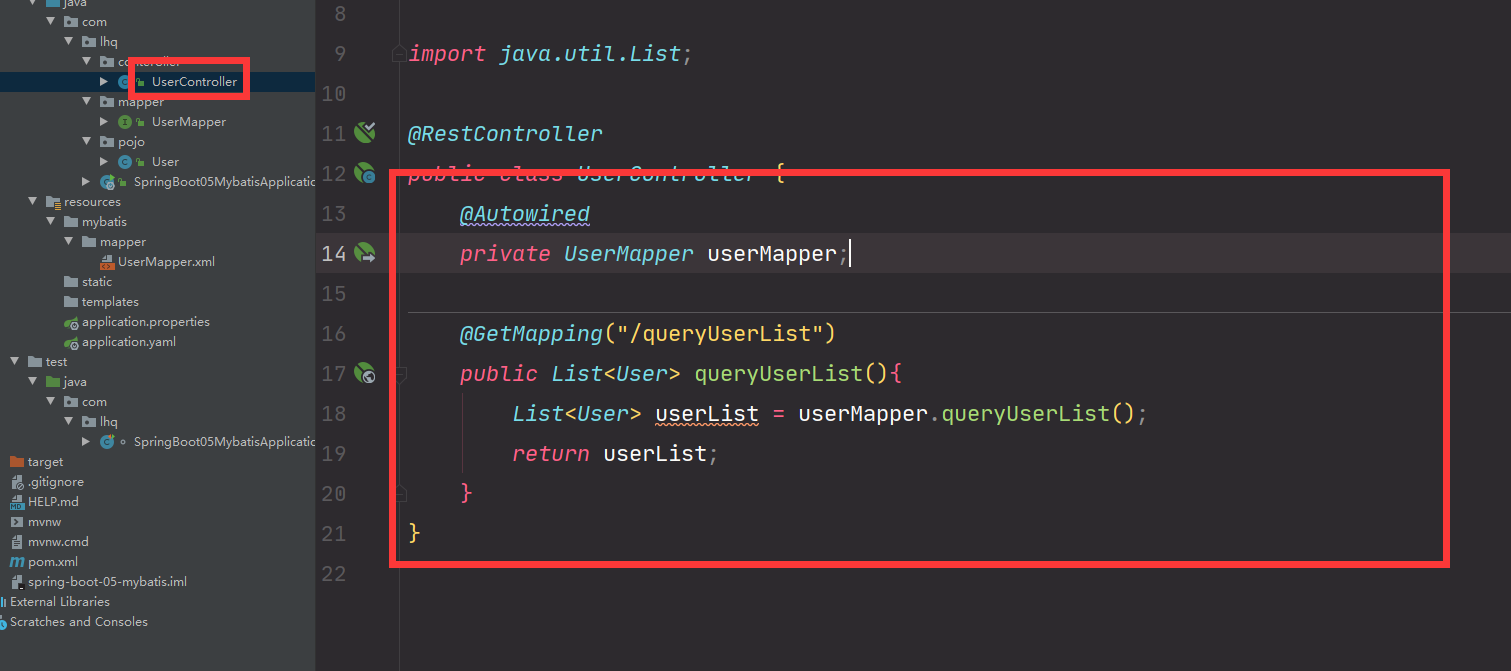 java
com
lhq
conteroller
UserController
mapper
UserMapper
pojo
User
SpringBoot05MybatisApplicatio
resources
mybatis
mapper
UserMapper.xml
static
templates
application.properties
application.yaml
test
java
com
lhq
SpringBoot05MybatisApplicatio
target
.gitignore
HELP.md
mvnw
mvnw.cmd
pom.xml
spring-boot-05-mybatis.iml
External Libraries
Scratches and Consoles
8
9 import java.util.List;
10
11 @RestController
12 public class UserController {
13 @Autowired
14 private UserMapper userMapper;
15
16 @GetMapping("/queryUserList")
17 public List<User> queryUserList(){
18 List<User> userList = userMapper.queryUserList();
19 return userList;
20 }
21 }
22